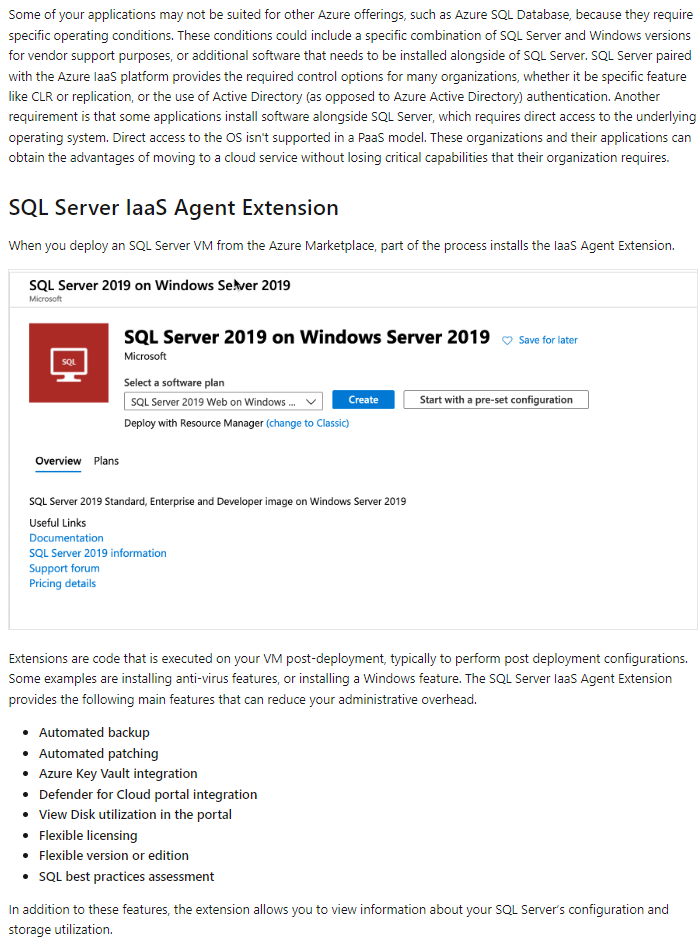 Some of your applications may not be suited for other Azure offerings, such as Azure SQL Database, because they require
specific operating conditions. These conditions could include a specific combination of SQL Server and Windows versions
for vendor support purposes, or additional software that needs to be installed alongside of SQL Server. SQL Server paired
with the Azure IaaS platform provides the required control options for many organizations, whether it be specific feature
like CLR or replication, or the use of Active Directory (as opposed to Azure Active Directory) authentication. Another
requirement is that some applications install software alongside SQL Server, which requires direct access to the underlying
operating system. Direct access to the OS isn't supported in a PaaS model. These organizations and their applications can
obtain the advantages of moving to a cloud service without losing critical capabilities that their organization requires.
SQL Server IaaS Agent Extension
When you deploy an SQL Server VM from the Azure Marketplace, part of the process installs the IaaS Agent Extension.
SQL Server 2019 on Windows Server 2019
Microsoft
SQL
SQL Server 2019 on Windows Server 2019 ♡ Save for later
Microsoft
Select a software plan
SQL Server 2019 Web on Windows ... Create Start with a pre-set configuration
Deploy with Resource Manager (change to Classic)
Overview Plans
SQL Server 2019 Standard, Enterprise and Developer image on Windows Server 2019
Useful Links
Documentation
SQL Server 2019 information
Support forum
Pricing details
Extensions are code that is executed on your VM post-deployment, typically to perform post deployment configurations.
Some examples are installing anti-virus features, or installing a Windows feature. The SQL Server IaaS Agent Extension
provides the following main features that can reduce your administrative overhead.
• Automated backup
• Automated patching
• Azure Key Vault integration
• Defender for Cloud portal integration
• View Disk utilization in the portal
• Flexible licensing
• Flexible version or edition
• SQL best practices assessment
In addition to these features, the extension allows you to view information about your SQL Server's configuration and
storage utilization.